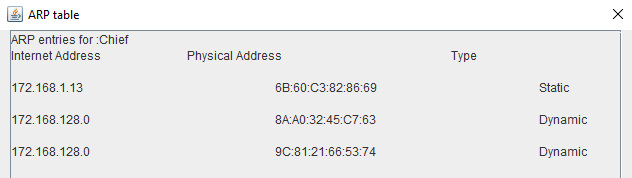 ARP table
ARP entries for :Chief
Internet Address Physical Address Type
172.168.1.13 6B:60:C3:82:86:69 Static
172.168.128.0 8A:A0:32:45:C7:63 Dynamic
172.168.128.0 9C:81:21:66:53:74 Dynamic